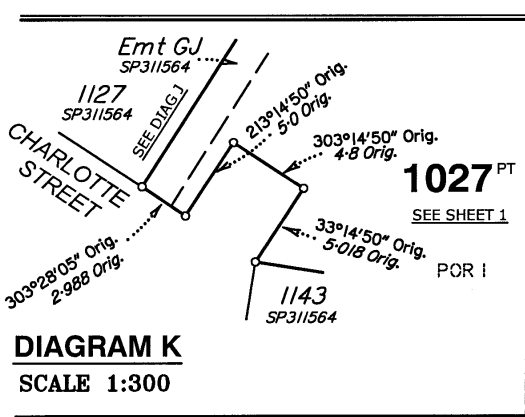 Emt GJ
SP311564
1127
SP311564
SEE DIAG.J
CHARLOTTE
STREET
213°14'50" Orig.
5·0 Orig.
303°14'50" Orig.
4·8 Orig.
1027 PT
SEE SHEET 1
33°14'50" Orig.
5·018 Orig.
POR I
303°28'05" Orig.
2·988 Orig.
1143
SP311564
DIAGRAM K
SCALE 1:300